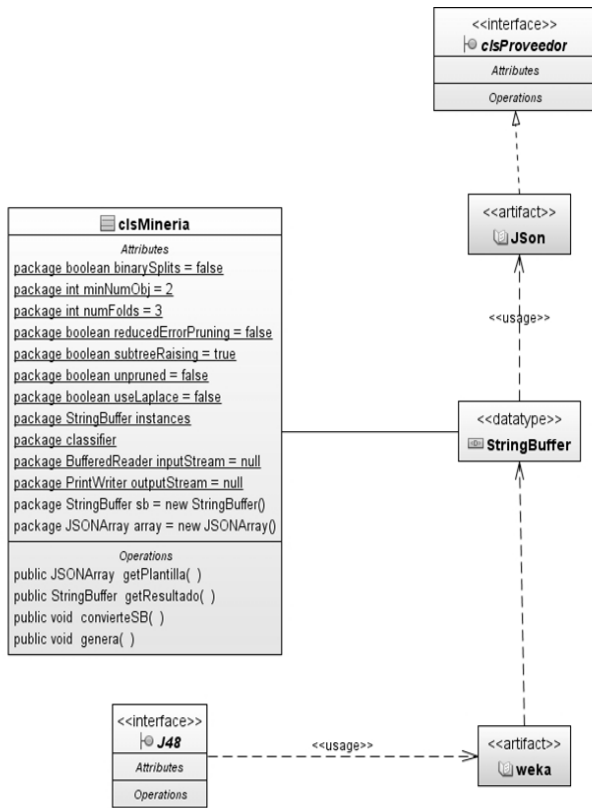 <<interface>>
clsProveedor
Attributes
Operations
<<artifact>>
JSon
<<usage>>
clsMineria
Attributes
package boolean binarySplits = false
package int minNumObj = 2
package int numFolds = 3
package boolean reducedErrorPruning = false
package boolean subtreeRaising = true
package boolean unpruned = false
package boolean useLaplace = false
package StringBuffer instances
package classifier
package BufferedReader inputStream = null
package PrintWriter outputStream = null
package StringBuffer sb = new StringBuffer()
package JSONArray array = new JSONArray()
Operations
public JSONArray getPlantilla( )
public StringBuffer getResultado( )
public void convierteSB( )
public void genera( )
<<datatype>>
StringBuffer
<<interface>>
J48
Attributes
Operations
<<usage>>
<<artifact>>
weka